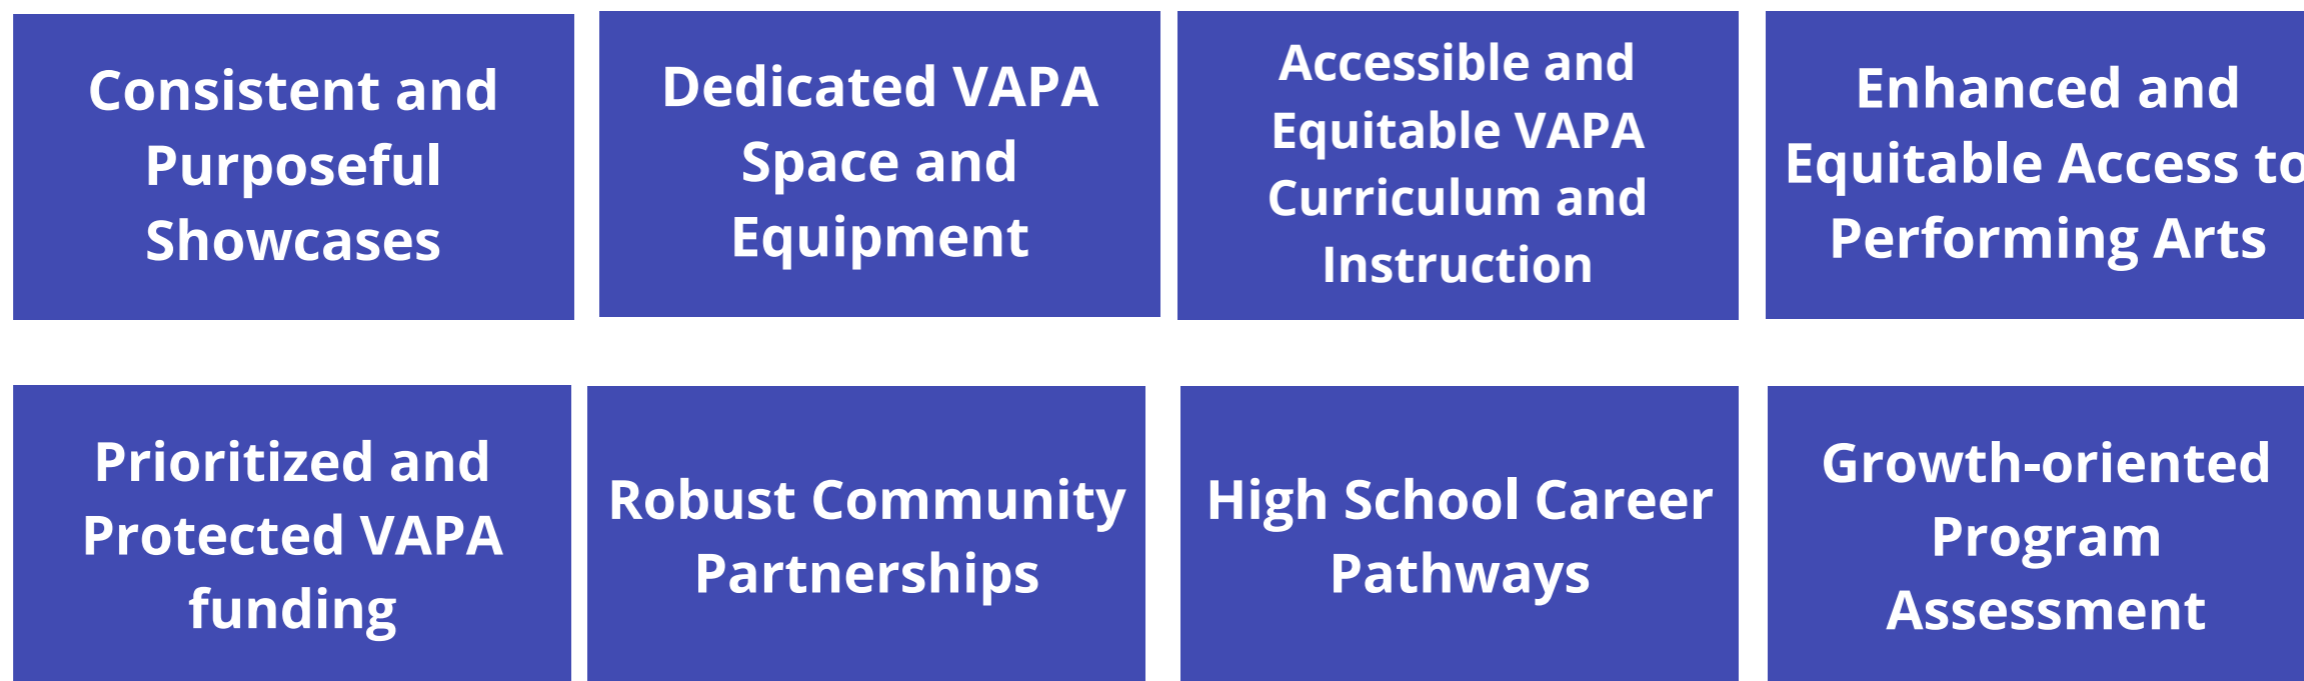 Consistent and
Purposeful
Showcases
Dedicated VAPA
Space and
Equipment
Accessible and
Equitable VAPA
Curriculum and
Instruction
Enhanced and
Equitable Access to
Performing Arts
Prioritized and
Protected VAPA
funding
Robust Community
Partnerships
High School Career
Pathways
Growth-oriented
Program
Assessment